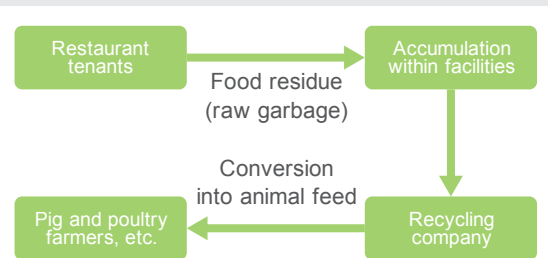 Restaurant
tenants
Food residue
(raw garbage)
Accumulation
within facilities
Recycling
company
Conversion
into animal feed
Pig and poultry
farmers, etc.